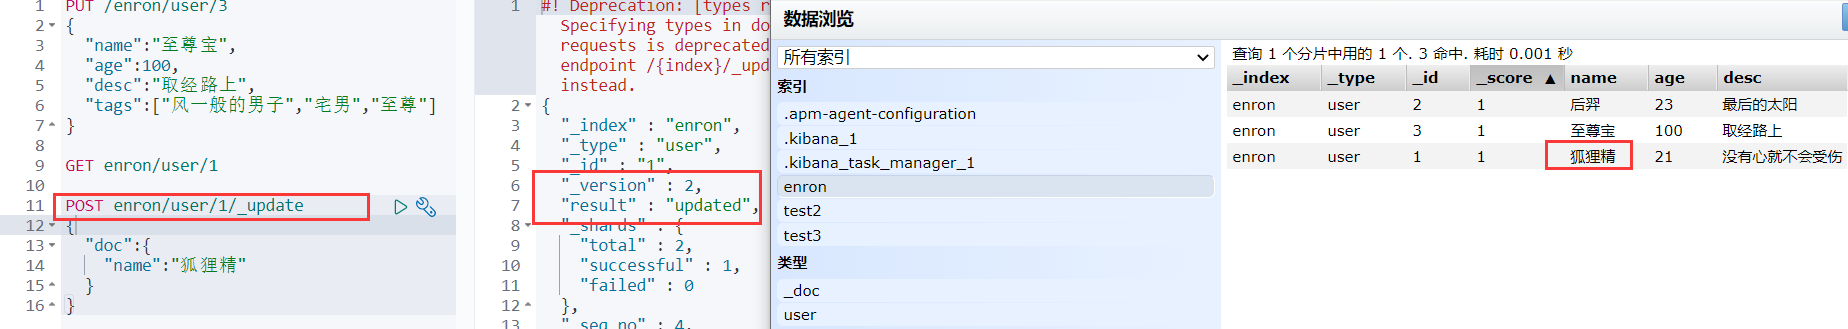 1 PUT /enron/user/3
2 {
3 "name":"至尊宝",
4 "age":100,
5 "desc":"取经路上",
6 "tags":["风一般的男子","宅男","至尊"]
7 }
8
9 GET enron/user/1
10
11 POST enron/user/1/_update
12 {
13 "doc":{
14 "name":"狐狸精"
15 }
16 }
1 #! Deprecation: [types r
Specifying types in do
requests is deprecated
endpoint /{index}/_upd
instead.
2 {
3 "_index" : "enron",
4 "_type" : "user",
5 "_id" : "1",
6 "_version" : 2,
7 "result" : "updated",
8 "_shards" : {
9 "total" : 2,
10 "successful" : 1,
11 "failed" : 0
12 },
13 "_seq_no" : 4,
数据浏览
所有索引
索引
.apm-agent-configuration
.kibana_1
.kibana_task_manager_1
enron
test2
test3
类型
_doc
user
查询 1 个分片中用的 1 个. 3 命中. 耗时 0.001 秒
_index _type _id _score ▲ name age desc
enron user 2 1 后羿 23 最后的太阳
enron user 3 1 至尊宝 100 取经路上
enron user 1 1 狐狸精 21 没有心就不会受伤